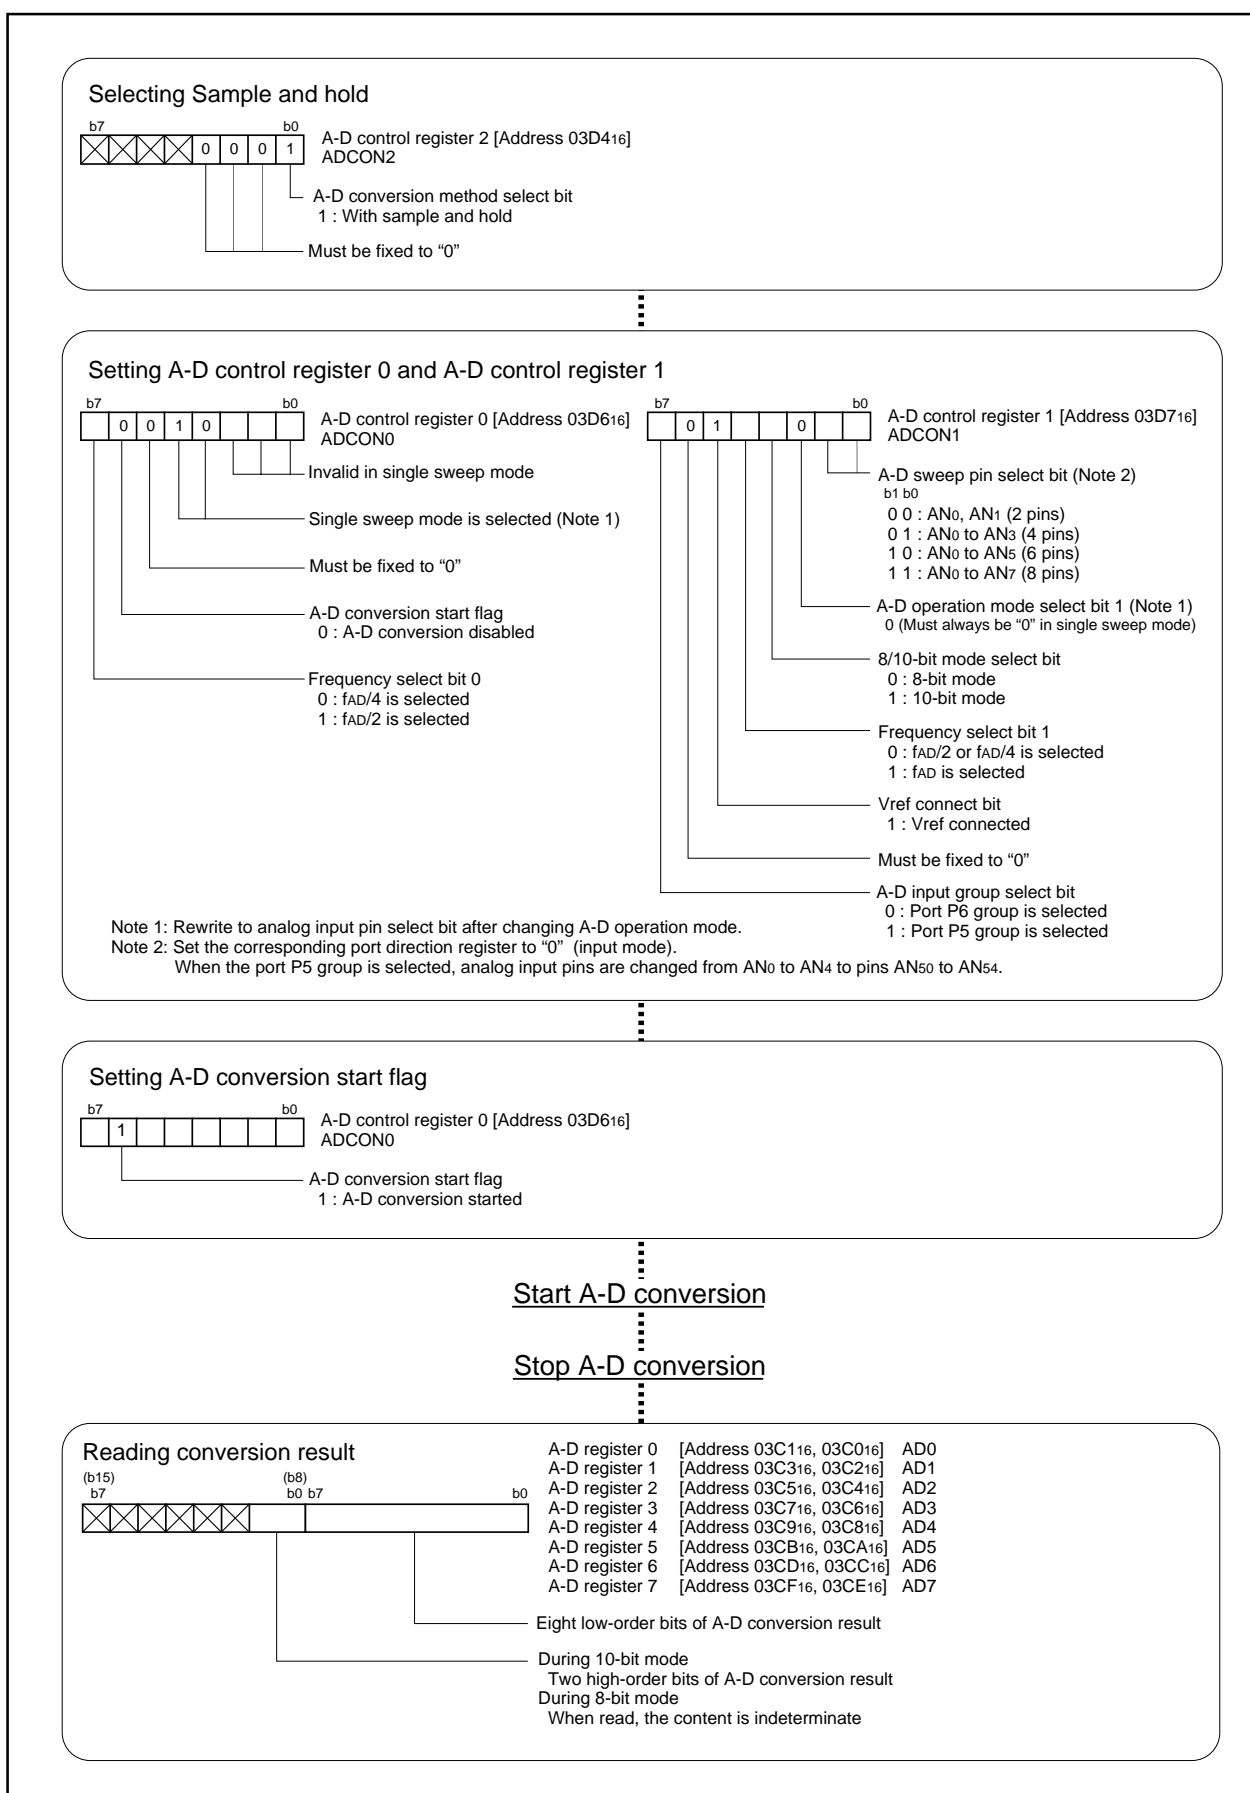 Selecting Sample and hold
b7 b0
0 0 0 1
A-D control register 2 [Address 03D416]
ADCON2
A-D conversion method select bit
1 : With sample and hold
Must be fixed to “0”
Setting A-D control register 0 and A-D control register 1
b7 b0
0 0 1 0
A-D control register 0 [Address 03D616]
ADCON0
Invalid in single sweep mode
Single sweep mode is selected (Note 1)
Must be fixed to “0”
A-D conversion start flag
0 : A-D conversion disabled
Frequency select bit 0
0 : fAD/4 is selected
1 : fAD/2 is selected
b7 b0
0 1 0
A-D control register 1 [Address 03D716]
ADCON1
A-D sweep pin select bit (Note 2)
b1 b0
0 0 : AN0, AN1 (2 pins)
0 1 : AN0 to AN3 (4 pins)
1 0 : AN0 to AN5 (6 pins)
1 1 : AN0 to AN7 (8 pins)
A-D operation mode select bit 1 (Note 1)
0 (Must always be “0” in single sweep mode)
8/10-bit mode select bit
0 : 8-bit mode
1 : 10-bit mode
Frequency select bit 1
0 : fAD/2 or fAD/4 is selected
1 : fAD is selected
Vref connect bit
1 : Vref connected
Must be fixed to “0”
A-D input group select bit
0 : Port P6 group is selected
1 : Port P5 group is selected
Note 1: Rewrite to analog input pin select bit after changing A-D operation mode.
Note 2: Set the corresponding port direction register to “0” (input mode).
When the port P5 group is selected, analog input pins are changed from AN0 to AN4 to pins AN50 to AN54.
Setting A-D conversion start flag
b7 b0
1
A-D control register 0 [Address 03D616]
ADCON0
A-D conversion start flag
1 : A-D conversion started
Start A-D conversion
Stop A-D conversion
Reading conversion result
(b15) (b8)
b7 b0 b7 b0
A-D register 0 [Address 03C116, 03C016] AD0
A-D register 1 [Address 03C316, 03C216] AD1
A-D register 2 [Address 03C516, 03C416] AD2
A-D register 3 [Address 03C716, 03C616] AD3
A-D register 4 [Address 03C916, 03C816] AD4
A-D register 5 [Address 03CB16, 03CA16] AD5
A-D register 6 [Address 03CD16, 03CC16] AD6
A-D register 7 [Address 03CF16, 03CE16] AD7
Eight low-order bits of A-D conversion result
During 10-bit mode
Two high-order bits of A-D conversion result
During 8-bit mode
When read, the content is indeterminate